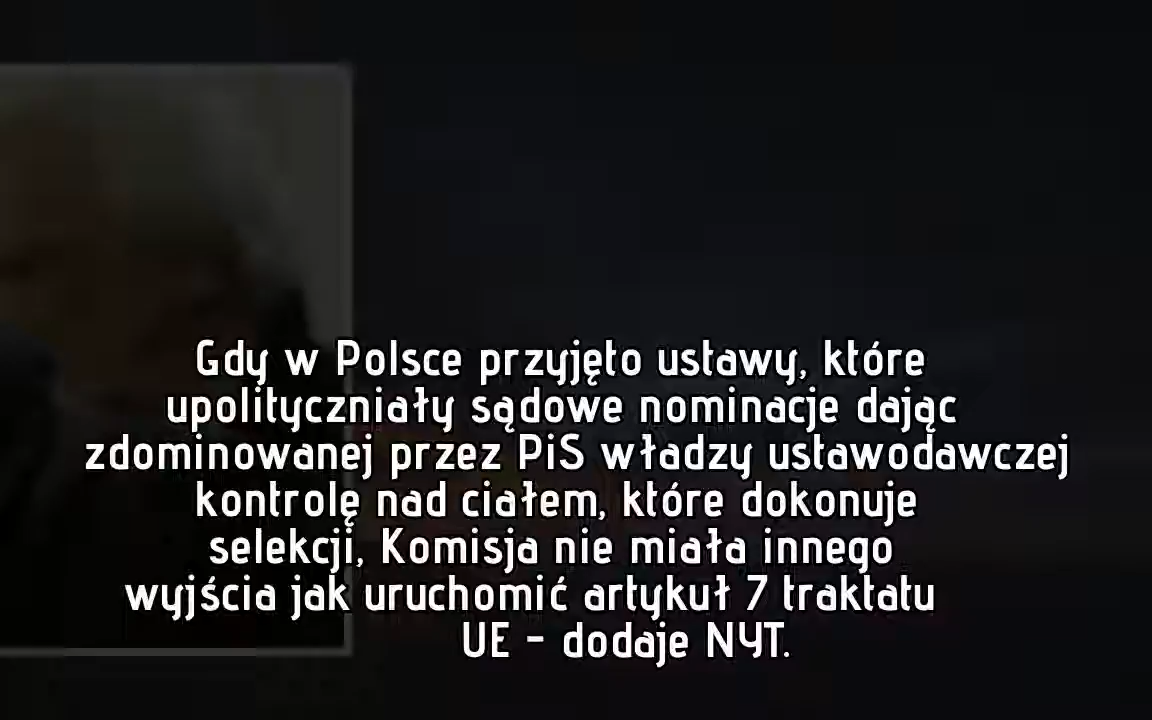 Gdy w Polsce przyjęto ustawy, które
upolityczniały sądowe nominacje dając
zdominowanej przez PiS władzy ustawodawczej
kontrolę nad ciałem, które dokonuje
selekcji, Komisja nie miała innego
wyjścia jak uruchomić artykuł 7 traktatu
UE - dodaje NYT.